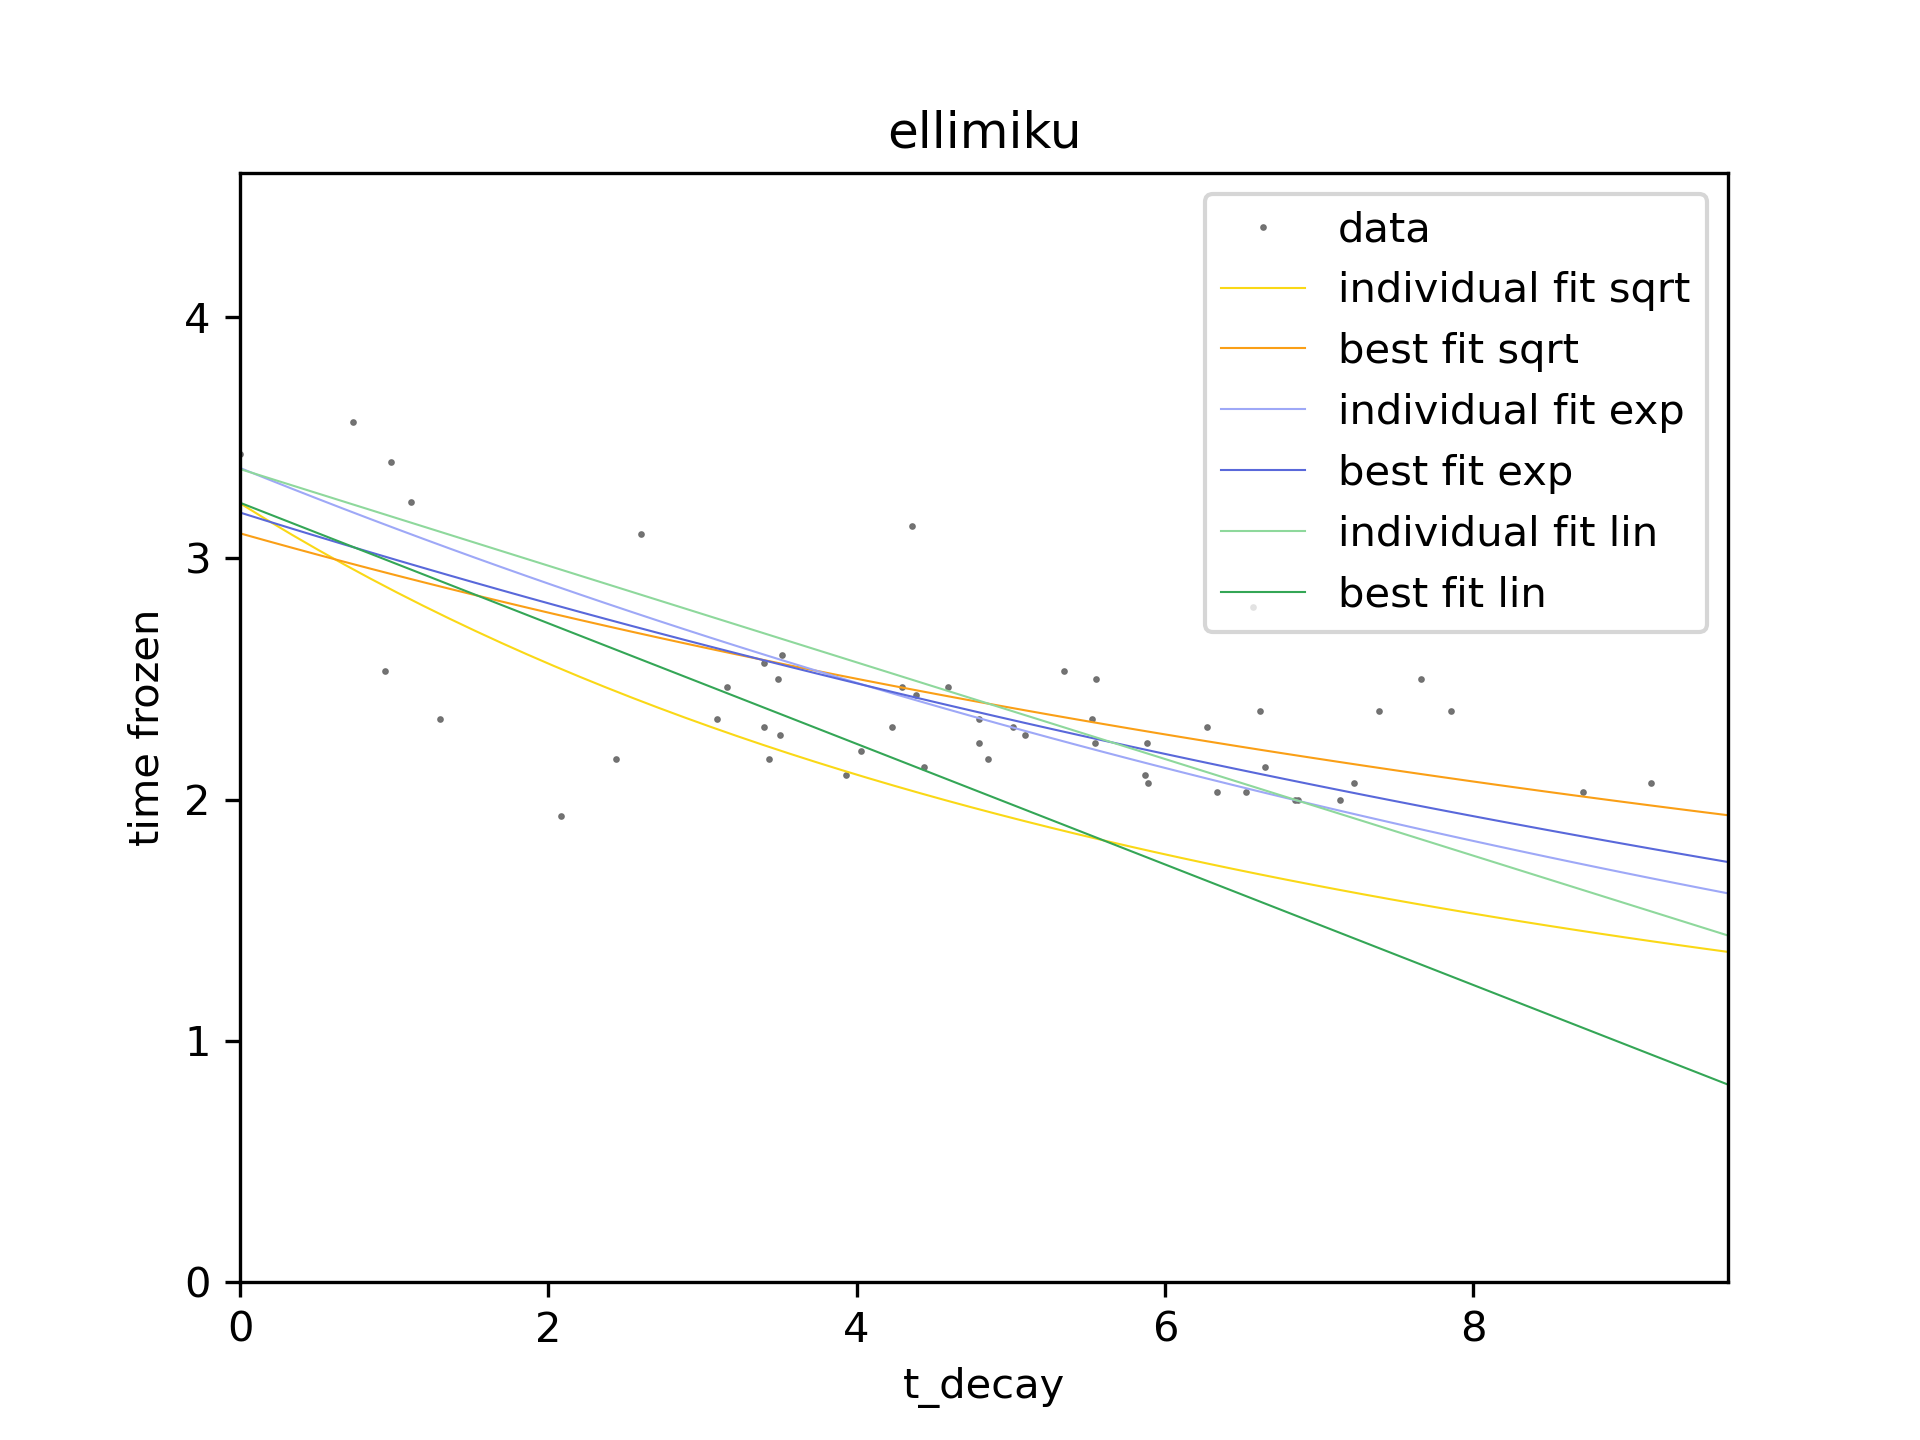 ellimiku
data
individual fit sqrt
best fit sqrt
individual fit exp
best fit exp
individual fit lin
best fit lin
time frozen
4
3
2
1
0
0 2 4 6 8
t_decay